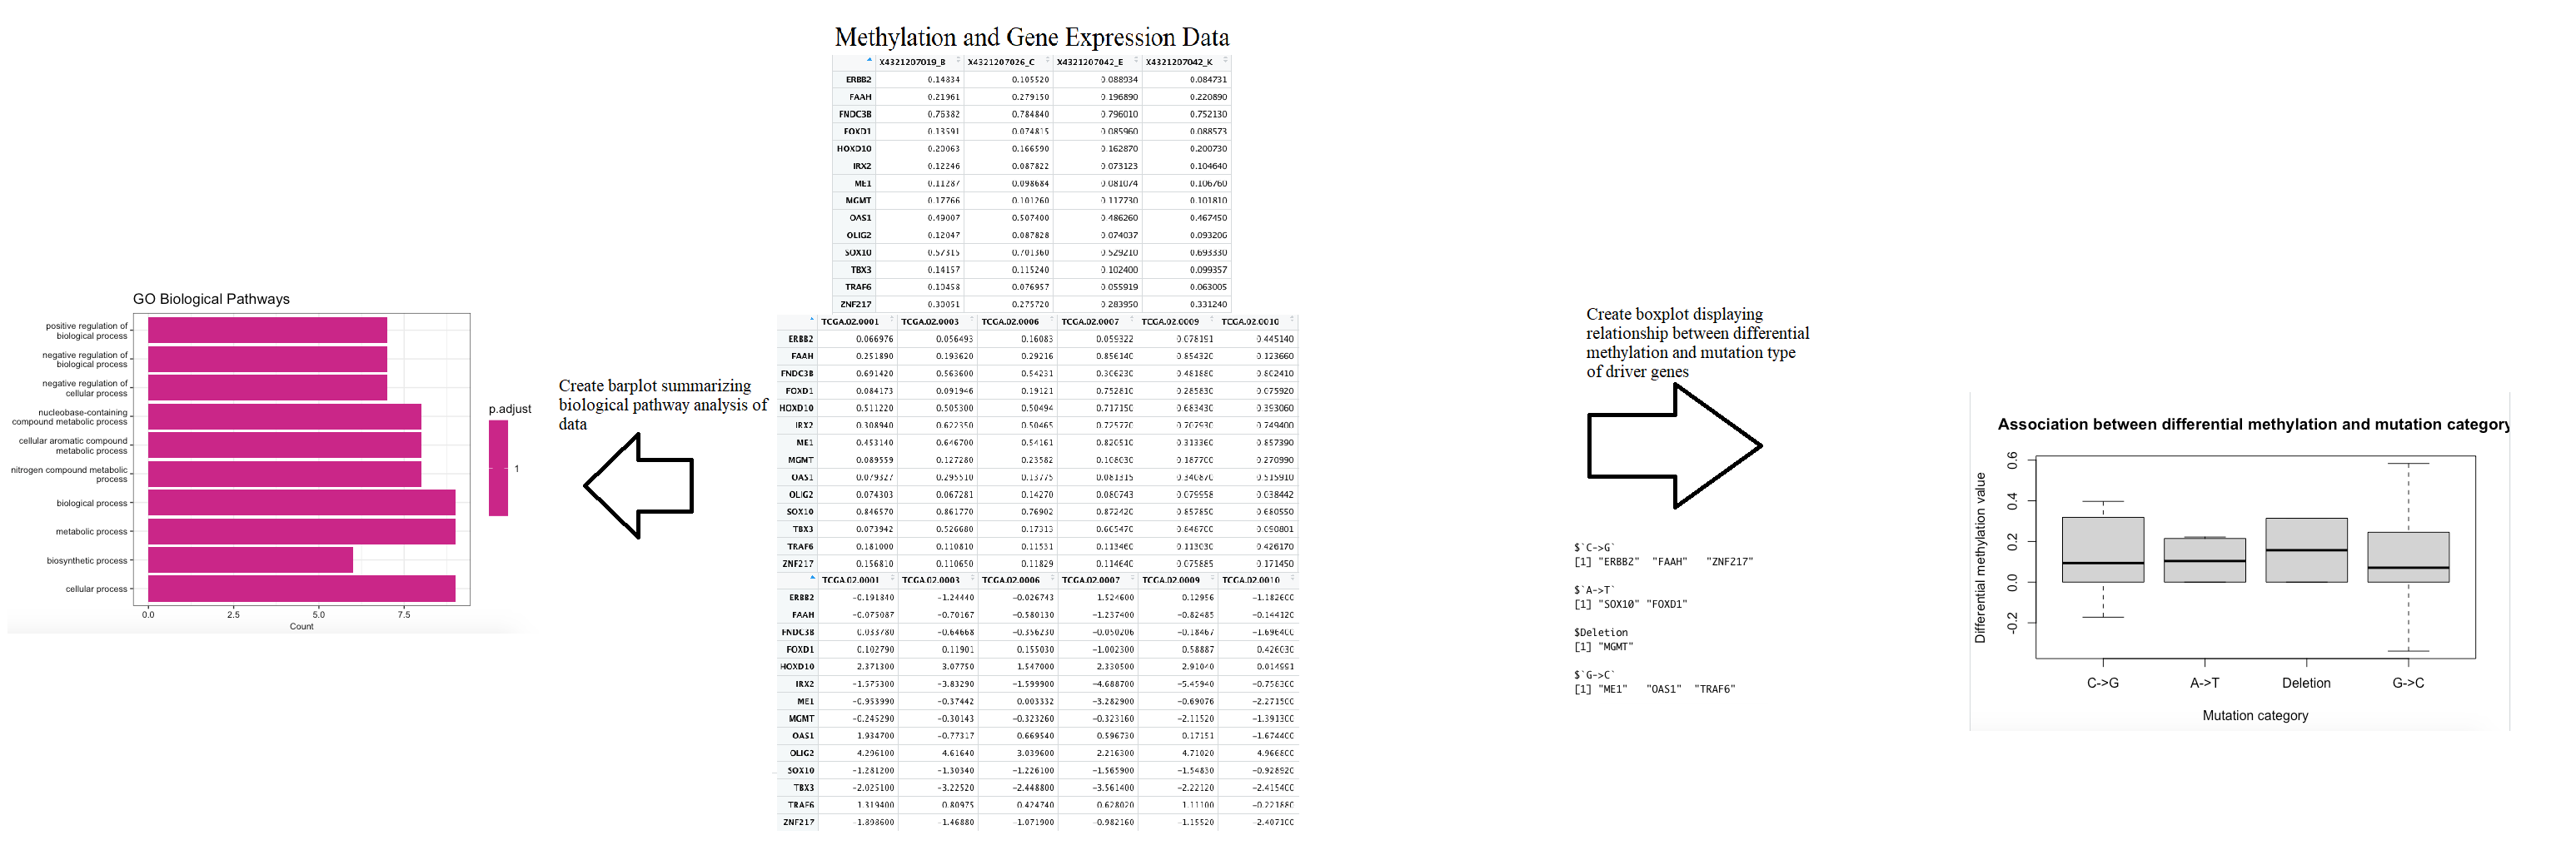 Methylation and Gene Expression Data
X4321207019_B X4321207026_C X4321207042_E X4321207042_K
ERBB2 0.14834 0.105520 0.088934 0.084731
FAAH 0.21961 0.279150 0.196890 0.220890
FNDC3B 0.76382 0.784840 0.796010 0.752130
FOXD1 0.13591 0.074815 0.085960 0.088573
HOXD10 0.20063 0.166590 0.162870 0.200730
IRX2 0.12246 0.087822 0.073123 0.104640
ME1 0.11287 0.098684 0.081074 0.106760
MGMT 0.17766 0.101260 0.117730 0.101810
OAS1 0.49007 0.507400 0.486260 0.467450
OLIG2 0.12047 0.087828 0.074037 0.093206
SOX10 0.57315 0.701360 0.529210 0.693330
TBX3 0.14157 0.115240 0.102400 0.099357
TRAF6 0.10458 0.076957 0.055919 0.063005
ZNF217 0.30051 0.275720 0.283950 0.331240
TCGA.02.0001 TCGA.02.0003 TCGA.02.0006 TCGA.02.0007 TCGA.02.0009 TCGA.02.0010
ERBB2 0.066976 0.056493 0.16083 0.059322 0.078191 0.445140
FAAH 0.251890 0.193620 0.29216 0.856140 0.854320 0.123660
FNDC3B 0.691420 0.563600 0.54231 0.306230 0.481880 0.802410
FOXD1 0.084173 0.091946 0.19121 0.752810 0.285830 0.075920
HOXD10 0.511220 0.505300 0.50494 0.717150 0.683430 0.393060
IRX2 0.308940 0.622350 0.50465 0.725770 0.707930 0.749400
ME1 0.453140 0.646700 0.54161 0.820510 0.313360 0.857390
MGMT 0.089559 0.127280 0.23582 0.108030 0.187700 0.270990
OAS1 0.079327 0.295510 0.13775 0.081315 0.340870 0.515910
OLIG2 0.074303 0.067281 0.14270 0.080743 0.079958 0.038442
SOX10 0.846570 0.861770 0.76902 0.872420 0.857850 0.680550
TBX3 0.073942 0.526680 0.17313 0.605470 0.848700 0.090801
TRAF6 0.181000 0.110810 0.11531 0.113460 0.113030 0.426170
ZNF217 0.156810 0.110650 0.11829 0.114640 0.075885 0.171450
TCGA.02.0001 TCGA.02.0003 TCGA.02.0006 TCGA.02.0007 TCGA.02.0009 TCGA.02.0010
ERBB2 -0.191840 -1.24440 -0.026743 1.524600 0.12956 -1.182600
FAAH -0.075087 -0.70167 -0.580130 -1.237400 -0.82485 -0.144120
FNDC3B 0.033780 -0.64668 -0.356230 -0.050206 -0.18467 -1.696400
FOXD1 0.102790 0.11901 0.155030 -1.002300 0.58887 0.426030
HOXD10 2.371300 3.07750 1.547000 2.330500 2.91040 0.014991
IRX2 -1.575300 -3.83290 -1.599900 -4.688700 -5.45940 -0.758300
ME1 -0.953990 -0.37442 0.003332 -3.282900 -0.69076 -2.271500
MGMT -0.245290 -0.30143 -0.323260 -0.323160 -2.11520 -1.391300
OAS1 1.934700 -0.77317 0.669540 0.596730 0.17151 -1.674400
OLIG2 4.296100 4.61640 3.039600 2.216300 4.71020 4.966800
SOX10 -1.281200 -1.30340 -1.226100 -1.565900 -1.54830 -0.928920
TBX3 -2.025100 -3.22520 -2.448800 -3.561400 -2.22120 -2.415400
TRAF6 1.319400 0.80975 0.424740 0.628020 1.11100 -0.221880
ZNF217 -1.898600 -1.46880 -1.071900 -0.982160 -1.15520 -2.407100
GO Biological Pathways
positive regulation of
biological process
negative regulation of
biological process
negative regulation of
cellular process
nucleobase-containing
compound metabolic process
cellular aromatic compound
metabolic process
nitrogen compound metabolic
process
biological process
metabolic process
biosynthetic process
cellular process
0.0 2.5 5.0 7.5
Count
p.adjust
1
Create barplot summarizing
biological pathway analysis of
data
Create boxplot displaying
relationship between differential
methylation and mutation type
of driver genes
$`C->G`
[1] "ERBB2" "FAAH" "ZNF217"
$`A->T`
[1] "SOX10" "FOXD1"
$Deletion
[1] "MGMT"
$`G->C`
[1] "ME1" "OAS1" "TRAF6"
Association between differential methylation and mutation category
Differential methylation value
0.6
0.4
0.2
0.0
-0.2
C->G A->T Deletion G->C
Mutation category